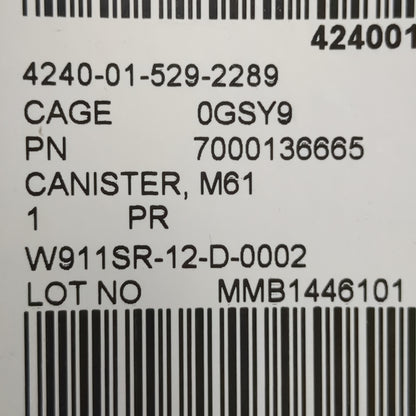 424001
4240-01-529-2289
CAGE 0GSY9
PN 7000136665
CANISTER, M61
1 PR
W911SR-12-D-0002
LOT NO MMB1446101